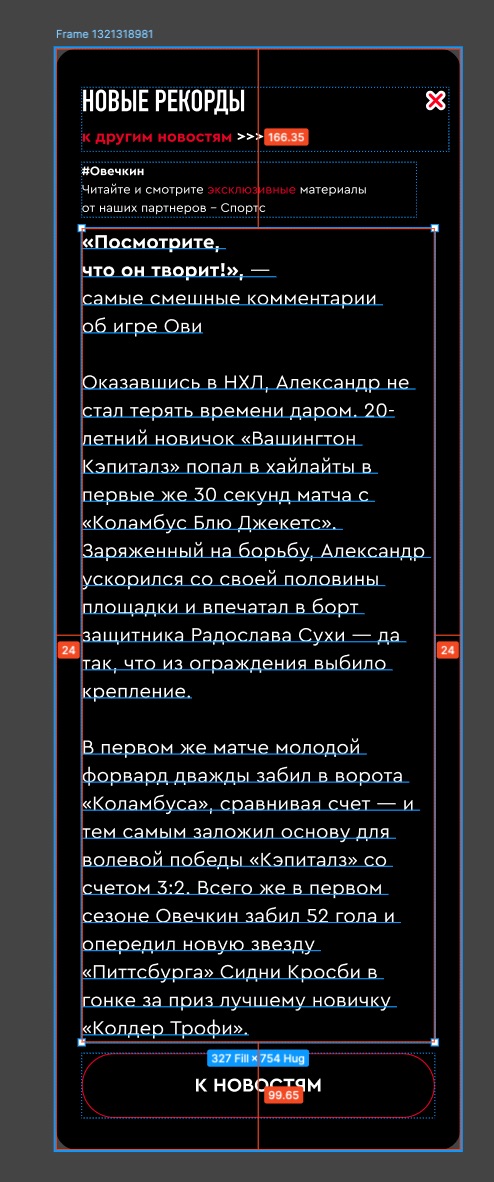 Frame 1321318981
НОВЫЕ РЕКОРДЫ
к другим новостям >>>
166.35
#Овечкин
Читайте и смотрите эксклюзивные материалы
от наших партнеров – Спортс
«Посмотрите,
что он творит!», —
самые смешные комментарии
об игре Ови
Оказавшись в НХЛ, Александр не
стал терять времени даром. 20-
летний новичок «Вашингтон
Кэпиталз» попал в хайлайты в
первые же 30 секунд матча с
«Коламбус Блю Джекетс».
Заряженный на борьбу, Александр
ускорился со своей половины
площадки и впечатал в борт
защитника Радослава Сухи — да
24
24
так, что из ограждения выбило
крепление.
В первом же матче молодой
форвард дважды забил в ворота
«Коламбуса», сравнивая счет — и
тем самым заложил основу для
волевой победы «Кэпиталз» со
счетом 3:2. Всего же в первом
сезоне Овечкин забил 52 гола и
опередил новую звезду
«Питтсбурга» Сидни Кросби в
гонке за приз лучшему новичку
«Колдер Трофи».
327 Fill × 754 Hug
К НОВОСТЯМ
99.65